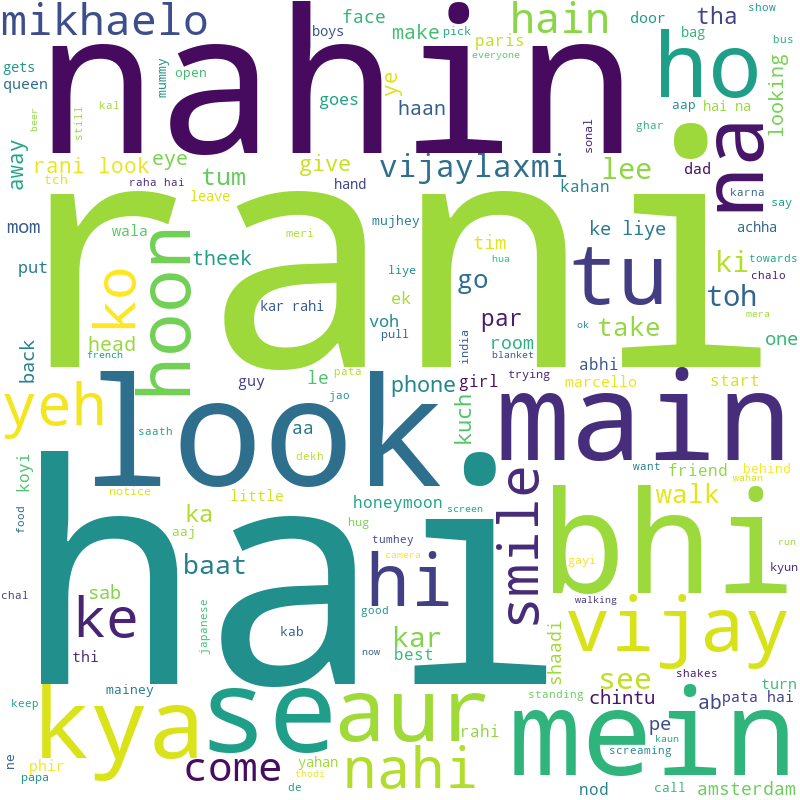 mikhaelo
nahin
face
boys
make
pick
paris
everyone
hain
door
tha
show
bag
bus
gets
queen
mummy
open
kal
still
beer
goes
haan
ye
ho
aap
hai na
looking
away
rani look
eye
tch
raha hai
give
hand
vijaylaxmi
sonal
kahan
lee
dad
na
ghar
karna
say
mom
wala
tum
leave
rani
meri
mujhey
tim
hua
ke liye
achha
put
hoon
theek
liye
go
tu
ki
chalo
towards
ko
kar rahi
ek
toh
mera
head
french
back
voh
pull
par
room
india
blanket
ok
take
abhi
one
yeh
look
guy
le
pata
jao
phone
girl
trying
marcello
start
main
saath
aa
dekh
kuch
koyi
notice
little
honeymoon
screen
smile
want
friend
behind
wahan
walk
food
hai
ka
aaj
hug
baat
tumhey
camera
hi
bhi
gayi
run
kyun
chal
sab
ke
thi
japanese
kab
good
now
kar
best
walking
vijay
shaadi
keep
mainey
kya
se
aur
rahi
see
shakes
chintu
standing
turn
ab
pata hai
mein
pe
kaun
screaming
ne
phir
papa
come
yahan
thodi
de
nahi
nod
call
amsterdam